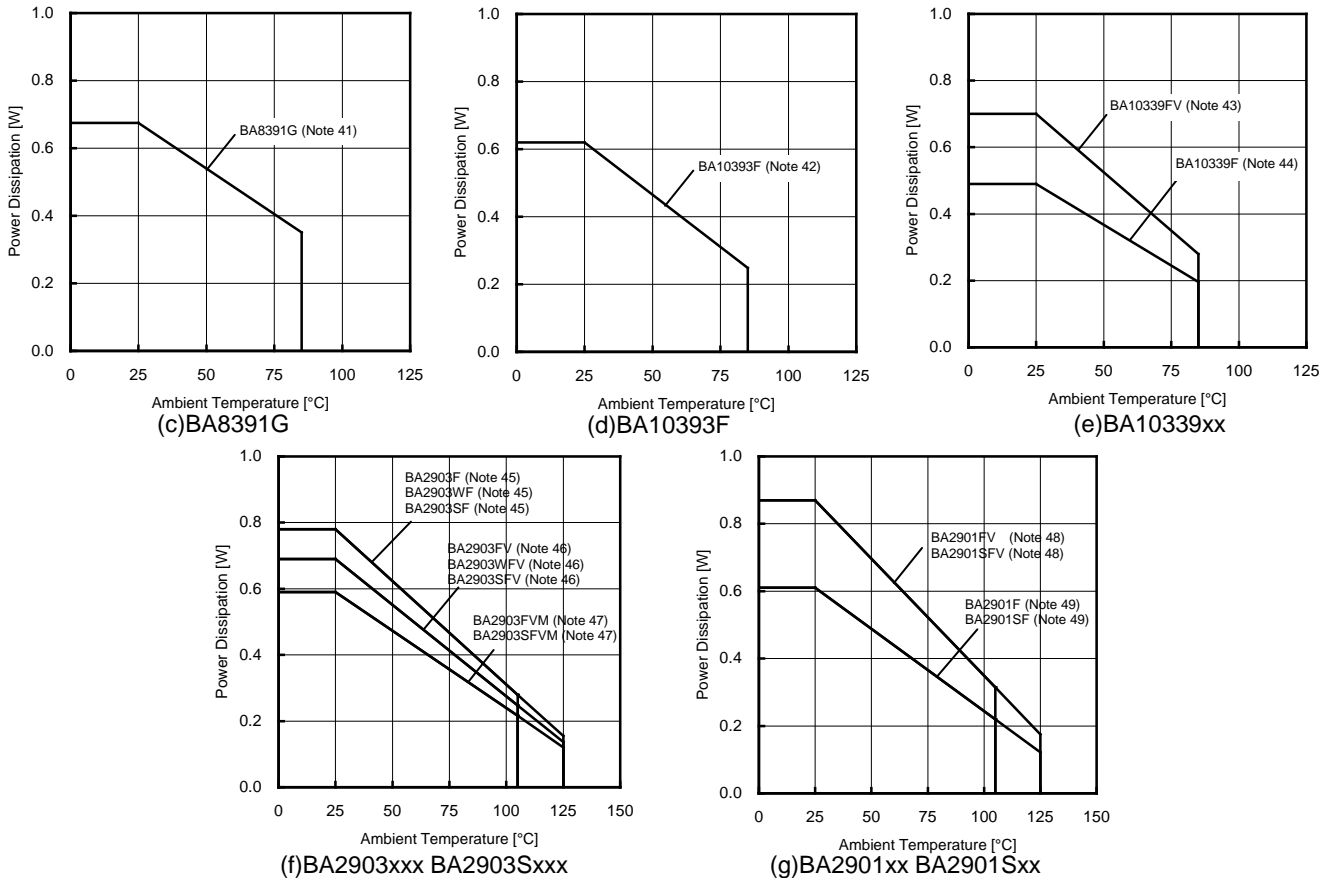 1.0
0.8
0.6
0.4
0.2
0.0
Power Dissipation [W]
BA8391G (Note 41)
0 25 50 75 100 125
Ambient Temperature [°C]
(c)BA8391G
1.0
0.8
0.6
0.4
0.2
0.0
Power Dissipation [W]
BA10393F (Note 42)
0 25 50 75 100 125
Ambient Temperature [°C]
(d)BA10393F
1.0
0.8
0.6
0.4
0.2
0.0
Power Dissipation [W]
BA10339FV (Note 43)
BA10339F (Note 44)
0 25 50 75 100 125
Ambient Temperature [°C]
(e)BA10339xx
1.0
0.8
0.6
0.4
0.2
0.0
Power Dissipation [W]
BA2903F (Note 45)
BA2903WF (Note 45)
BA2903SF (Note 45)
BA2903FV (Note 46)
BA2903WFV (Note 46)
BA2903SFV (Note 46)
BA2903FVM (Note 47)
BA2903SFVM (Note 47)
0 25 50 75 100 125 150
Ambient Temperature [°C]
(f)BA2903xxx BA2903Sxxx
1.0
0.8
0.6
0.4
0.2
0.0
Power Dissipation [W]
BA2901FV (Note 48)
BA2901SFV (Note 48)
BA2901F (Note 49)
BA2901SF (Note 49)
0 25 50 75 100 125 150
Ambient Temperature [°C]
(g)BA2901xx BA2901Sxx